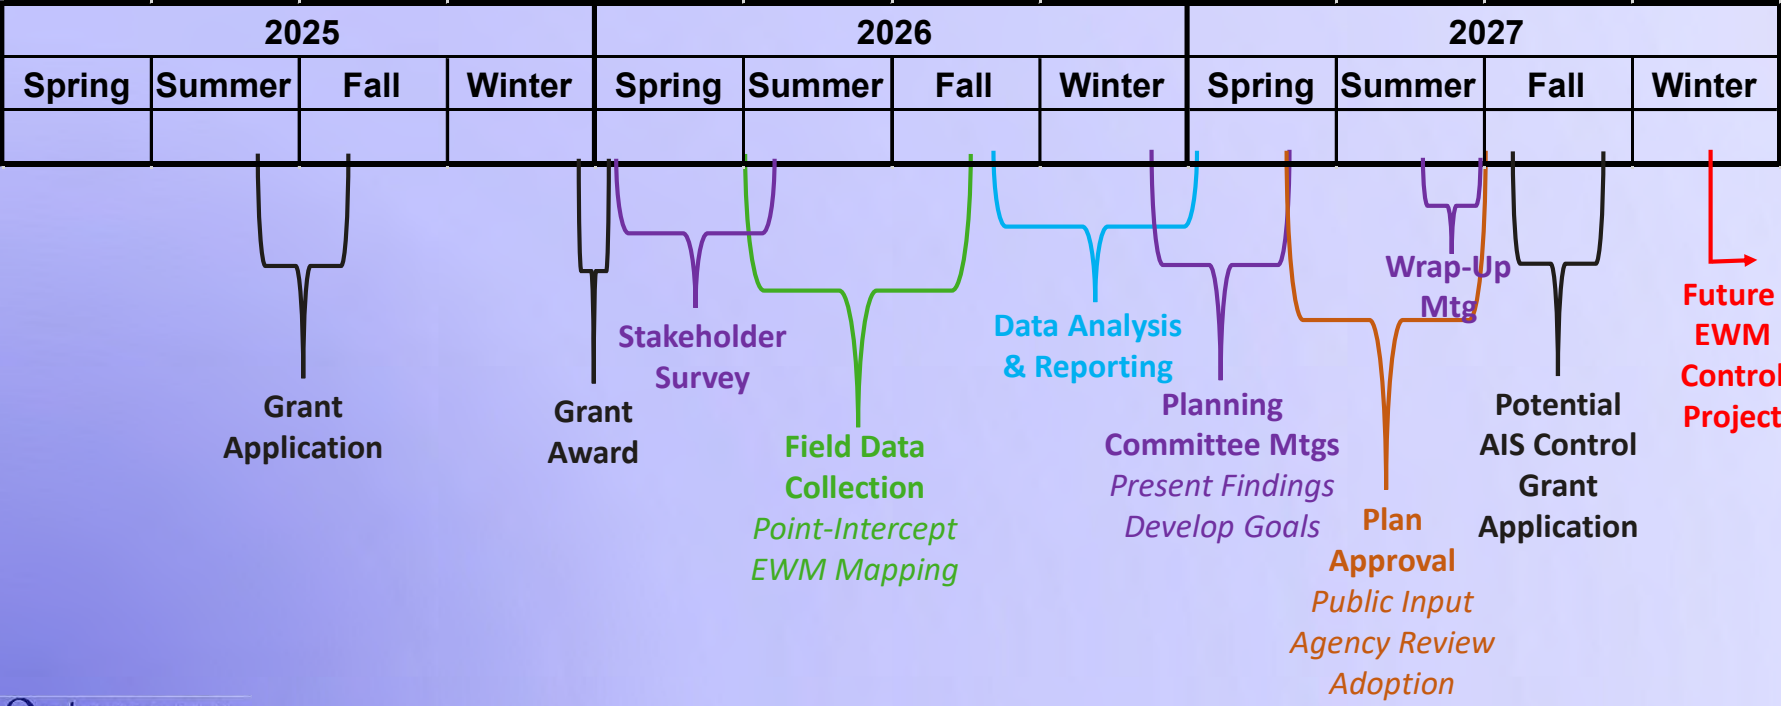 2025 2026 2027
Spring Summer Fall Winter Spring Summer Fall Winter Spring Summer Fall Winter
Grant
Application
Grant
Award
Stakeholder
Survey
Field Data
Collection
Point-Intercept
EWM Mapping
Data Analysis
& Reporting
Planning
Committee Mtgs
Present Findings
Develop Goals
Wrap-Up
Mtg
Plan
Approval
Public Input
Agency Review
Adoption
Potential
AIS Control
Grant
Application
Future
EWM
Control
Project